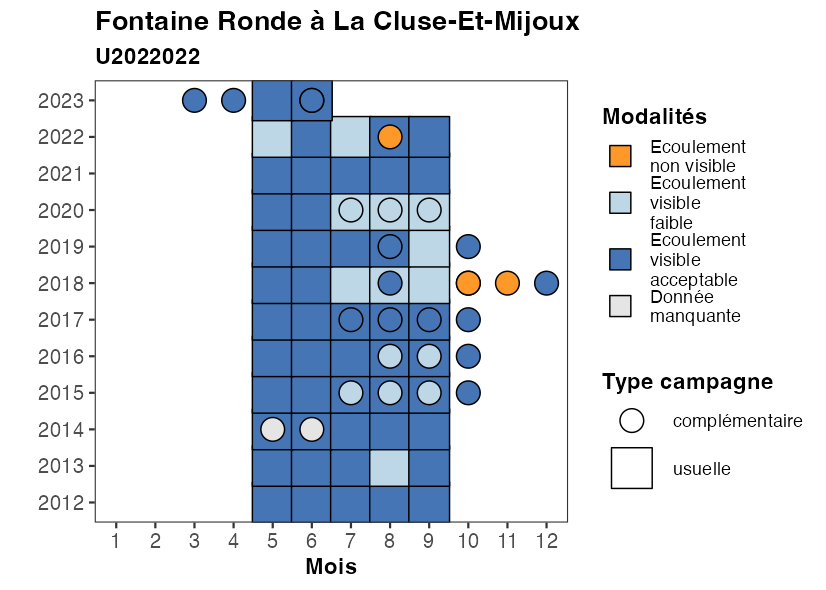 Fontaine Ronde à La Cluse-Et-Mijoux
U2022022
2023
2022
2021
2020
2019
2018
2017
2016
2015
2014
2013
2012
1 2 3 4 5 6 7 8 9 10 11 12
Mois
Modalités
Ecoulement
non visible
Ecoulement
visible
faible
Ecoulement
visible
acceptable
Donnée
manquante
Type campagne
complémentaire
usuelle